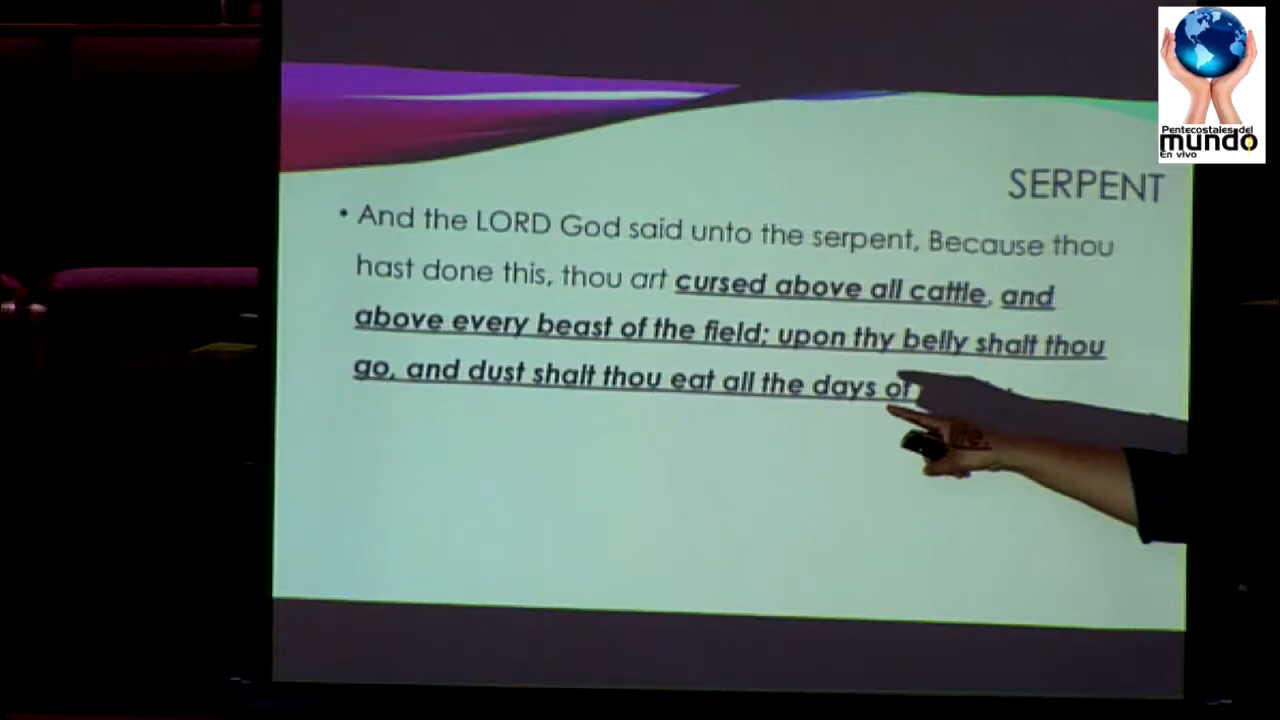 Pentecostales del
mundo
En vivo
SERPENT
• And the LORD God said unto the serpent, Because thou
hast done this, thou art cursed above all cattle, and
above every beast of the field; upon thy belly shalt thou
go, and dust shalt thou eat all the days of
life.